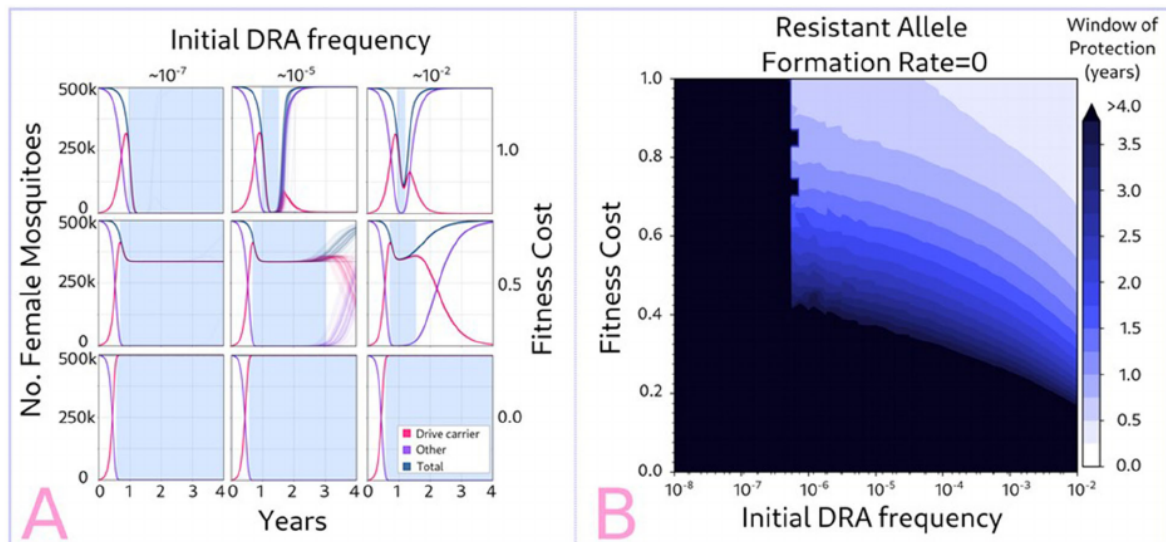 Initial DRA frequency
~10⁻⁷ ~10⁻⁵ ~10⁻²
No. Female Mosquitoes
500k
250k
0
1.0
500k
250k
0
0.5
500k
250k
0
0.0
Fitness Cost
Drive carrier
Other
Total
0 1 2 3 4 0 1 2 3 4 0 1 2 3 4
Years
A
Resistant Allele
Formation Rate=0
Fitness Cost
1.0
0.8
0.6
0.4
0.2
0.0
10⁻⁸ 10⁻⁷ 10⁻⁶ 10⁻⁵ 10⁻⁴ 10⁻³ 10⁻²
Initial DRA frequency
Window of
Protection
(years)
>4.0
3.5
3.0
2.5
2.0
1.5
1.0
0.5
0.0
B